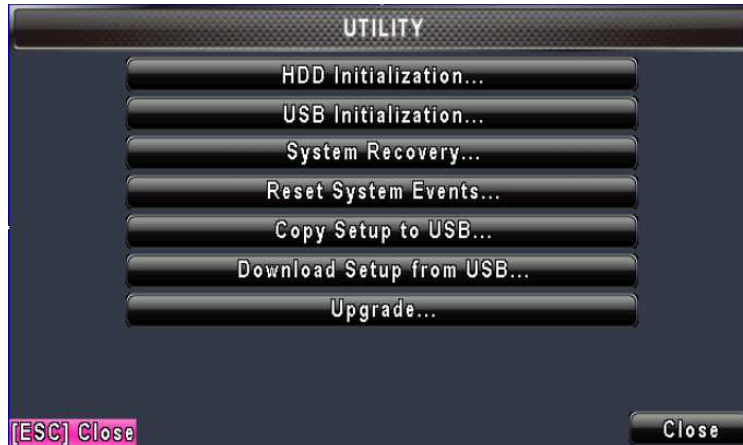 UTILITY
HDD Initialization...
USB Initialization...
System Recovery...
Reset System Events...
Copy Setup to USB...
Download Setup from USB...
Upgrade...
[ESC] Close
Close